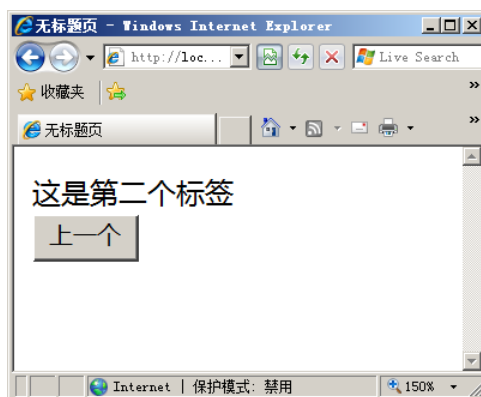 无标题页 - Windows Internet Explorer
http://loc... Live Search
收藏夹
无标题页
这是第二个标签
上一个
Internet | 保护模式: 禁用 150%